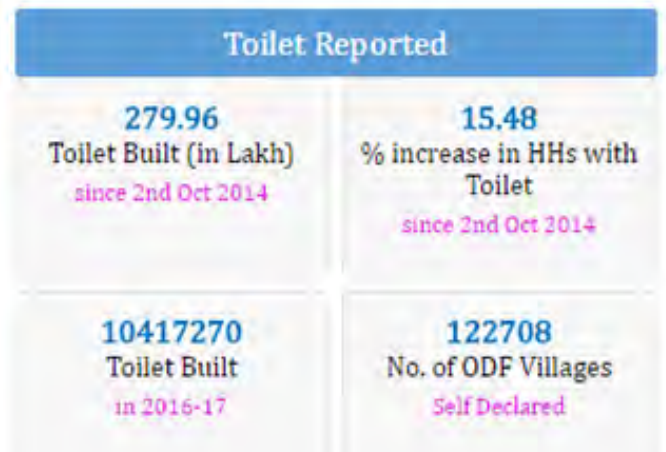 Toilet Reported
279.96
Toilet Built (in Lakh)
since 2nd Oct 2014
15.48
% increase in HHs with
Toilet
since 2nd Oct 2014
10417270
Toilet Built
in 2016-17
122708
No. of ODF Villages
Self Declared